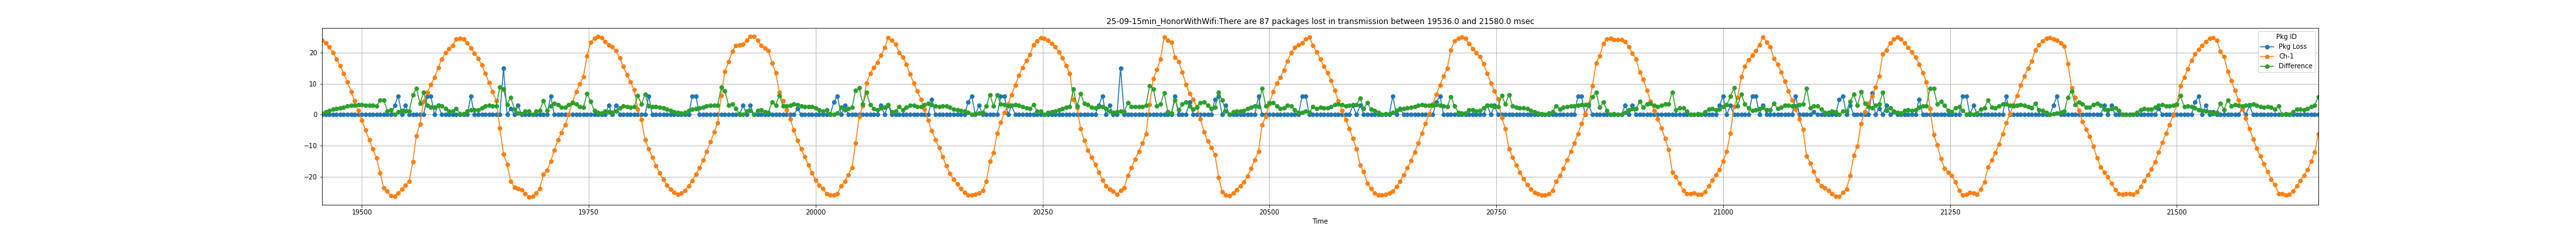 25-09-15min_HonorWithWifi:There are 87 packages lost in transmission between 19536.0 and 21580.0 msec
Pkg ID
Pkg Loss
Ch-1
Difference
20
10
0
−10
−20
19500 19750 20000 20250 20500 20750 21000 21250 21500
Time